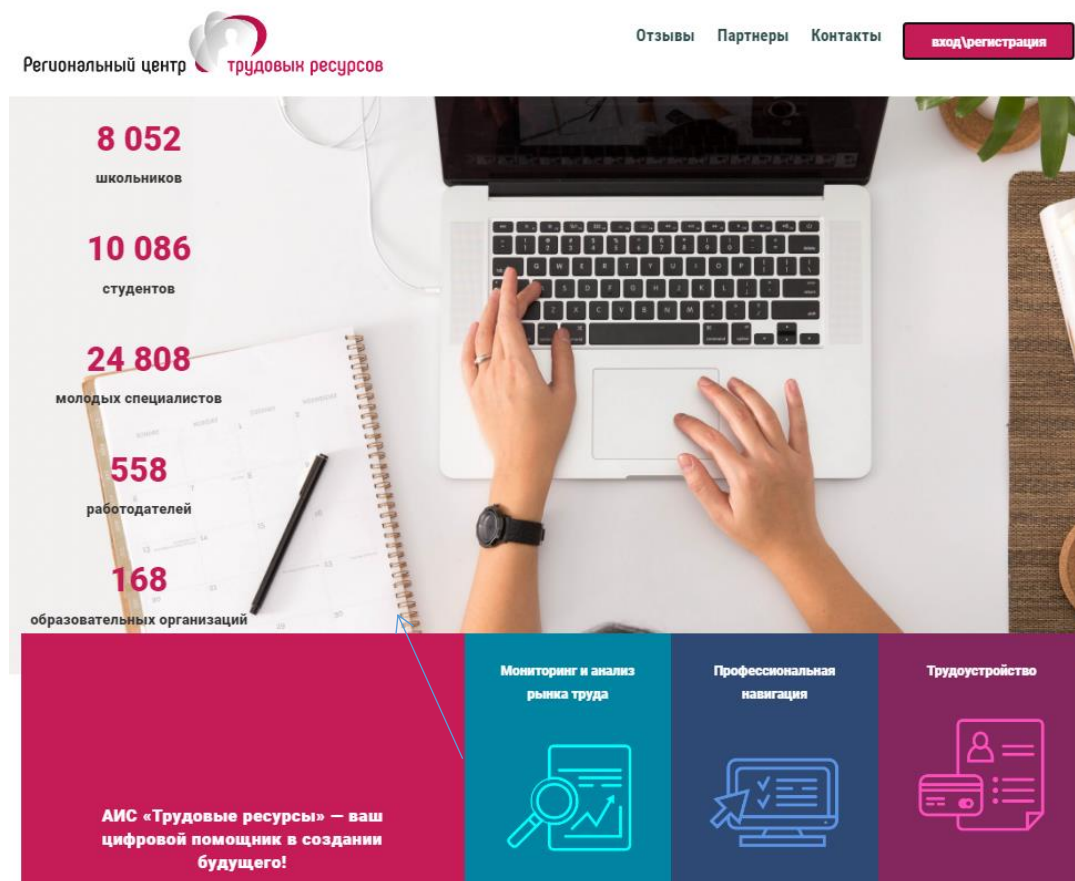 Региональный центр трудовых ресурсов
Отзывы Партнеры Контакты вход\регистрация
8 052
школьников
10 086
студентов
24 808
молодых специалистов
558
работодателей
168
образовательных организаций
Мониторинг и анализ
рынка труда
Профессиональная
навигация
Трудоустройство
АИС «Трудовые ресурсы» — ваш
цифровой помощник в создании
будущего!